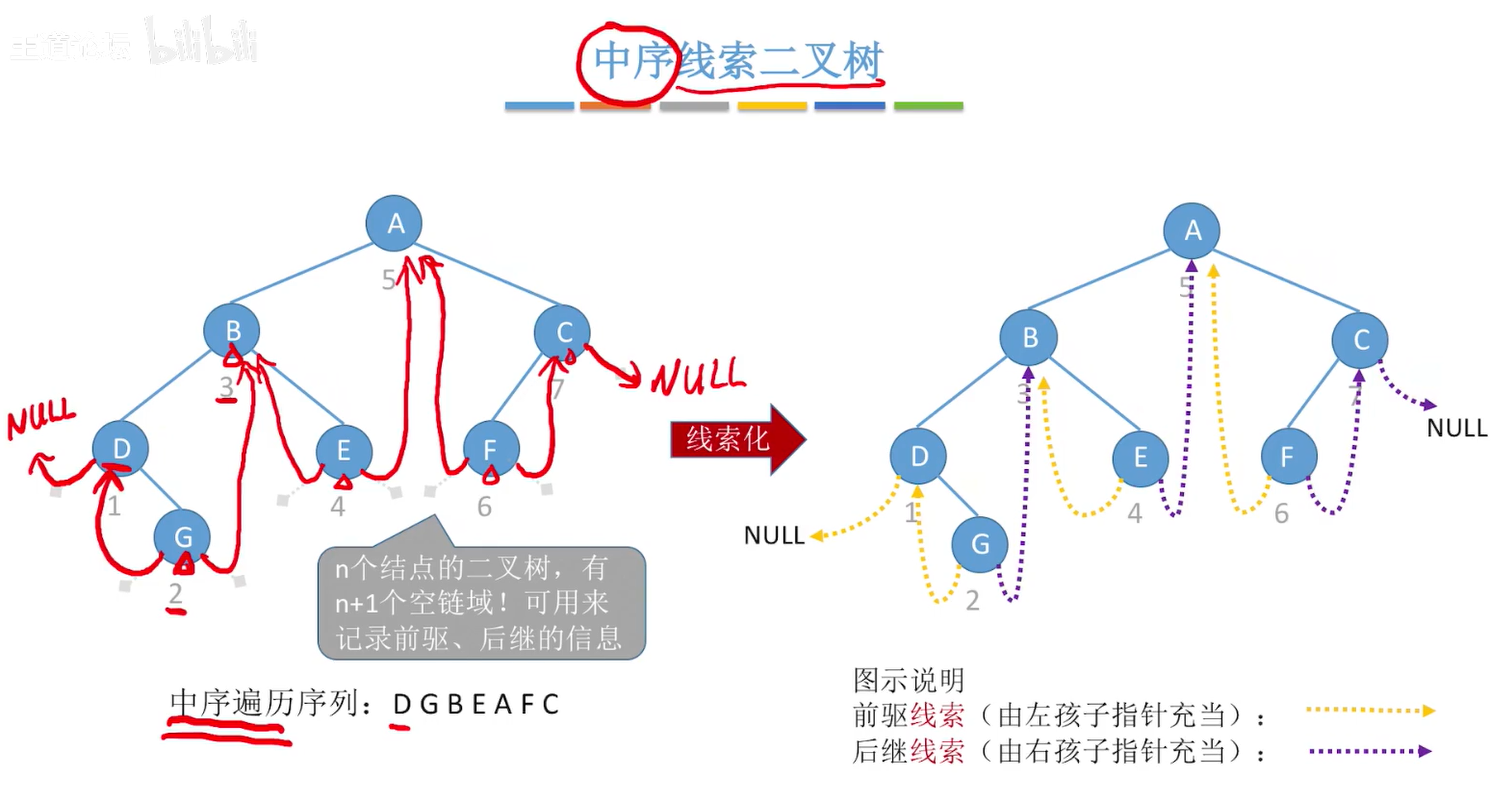 王道论坛 bilibili
中序线索二叉树
A
5
B
C
3
7
NULL
NULL
D
E
F
1
4
6
G
2
n个结点的二叉树，有
n+1个空链域！可用来
记录前驱、后继的信息
中序遍历序列：D G B E A F C
线索化
A
5
B
C
3
7
NULL
D
E
F
1
4
6
NULL
G
2
图示说明
前驱线索（由左孩子指针充当）：
后继线索（由右孩子指针充当）：